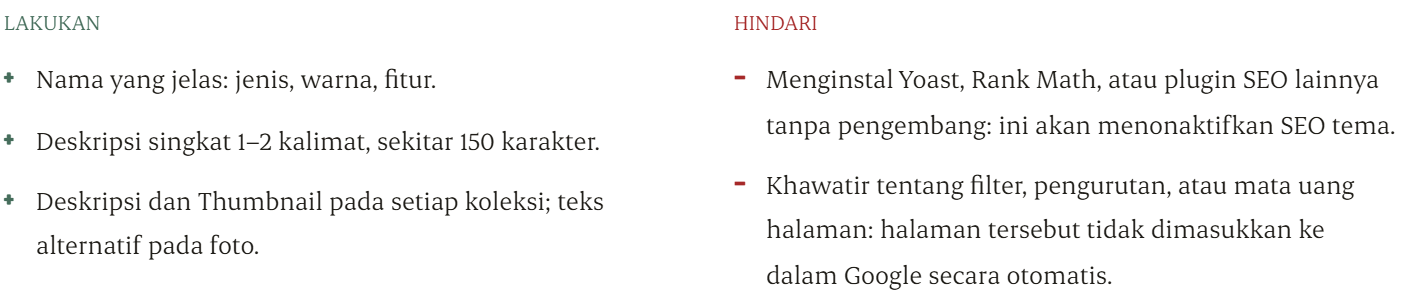 LAKUKAN
+ Nama yang jelas: jenis, warna, fitur.
+ Deskripsi singkat 1–2 kalimat, sekitar 150 karakter.
+ Deskripsi dan Thumbnail pada setiap koleksi; teks
alternatif pada foto.
HINDARI
– Menginstal Yoast, Rank Math, atau plugin SEO lainnya
tanpa pengembang: ini akan menonaktifkan SEO tema.
– Khawatir tentang filter, pengurutan, atau mata uang
halaman: halaman tersebut tidak dimasukkan ke
dalam Google secara otomatis.